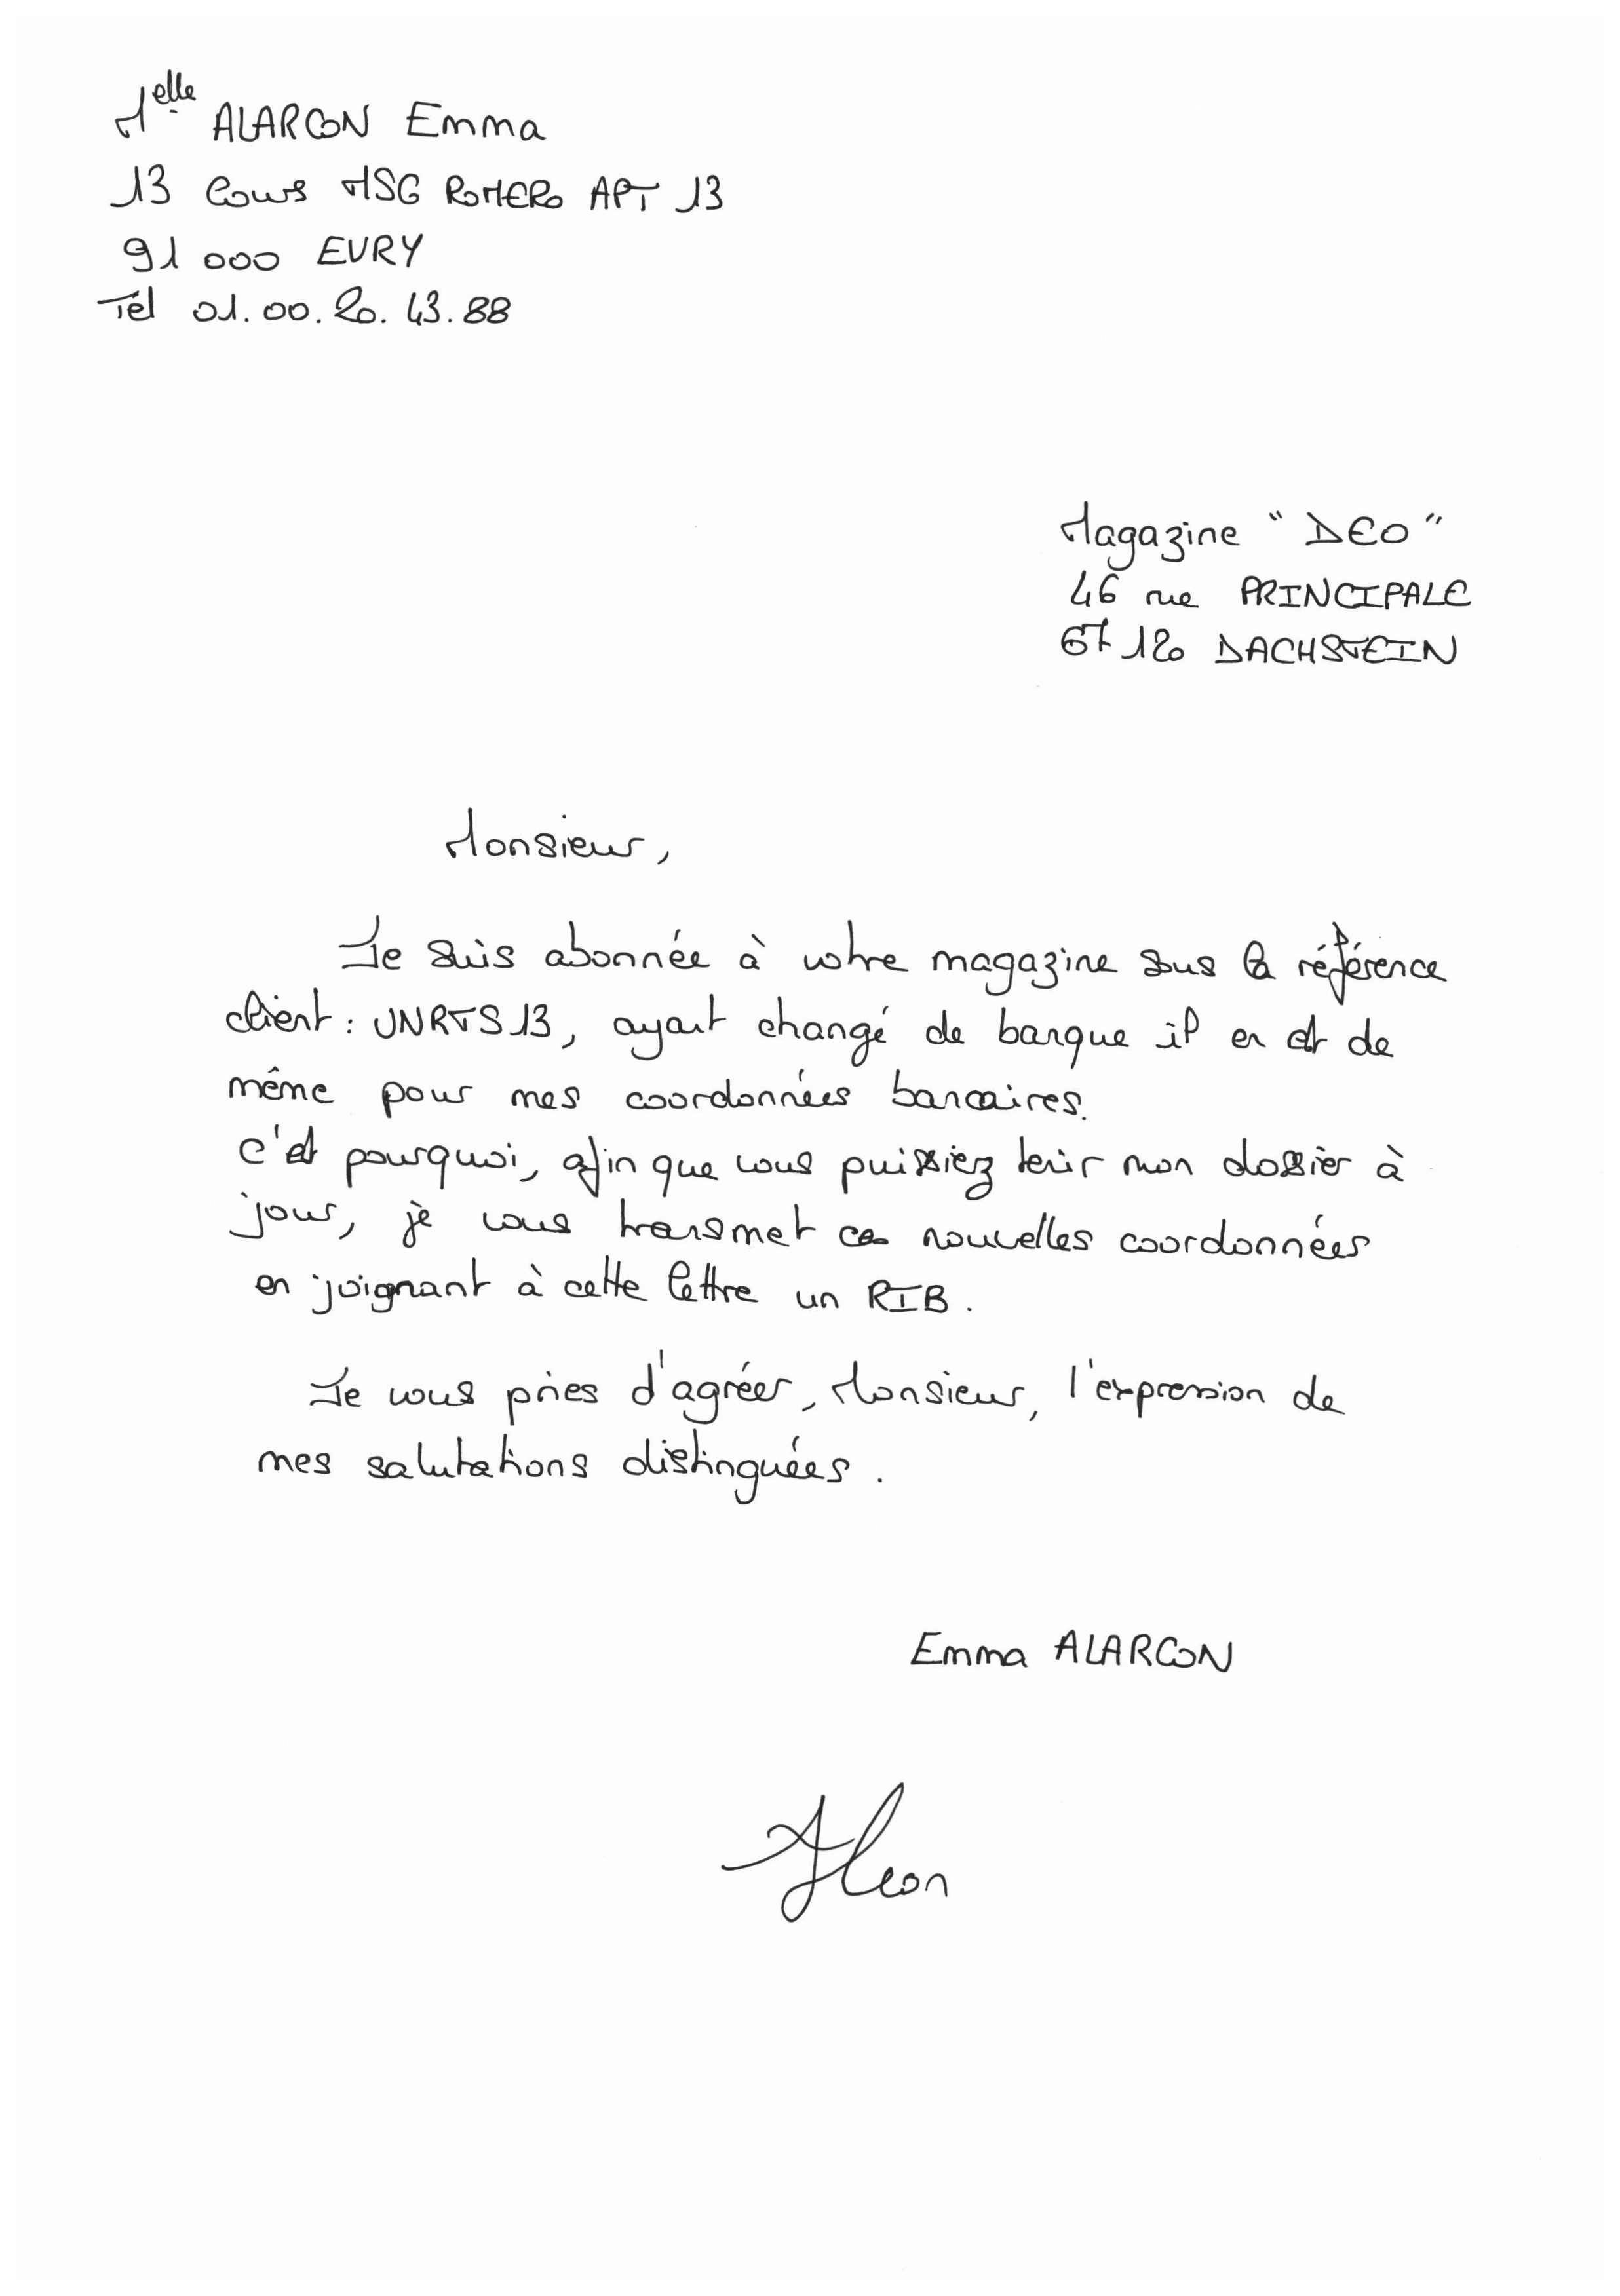 Melle ALARCON Emma
13 Cours MSG ROMERO APT 13
91 000 EVRY
Tél 01.00.20.43.88
Magazine "DEO"
46 rue PRINCIPALE
67 120 DACHSTEIN
Monsieur,
Je suis abonnée à votre magazine sous la référence
client : UNRTS13, ayant changé de banque il en est de
même pour mes coordonnées bancaires.
C'est pourquoi, afin que vous puissiez tenir mon dossier à
jour, je vous transmet ces nouvelles coordonnées
en joignant à cette lettre un RIB.
Je vous pries d'agréer, Monsieur, l'expression de
mes salutations distinguées.
Emma ALARCON